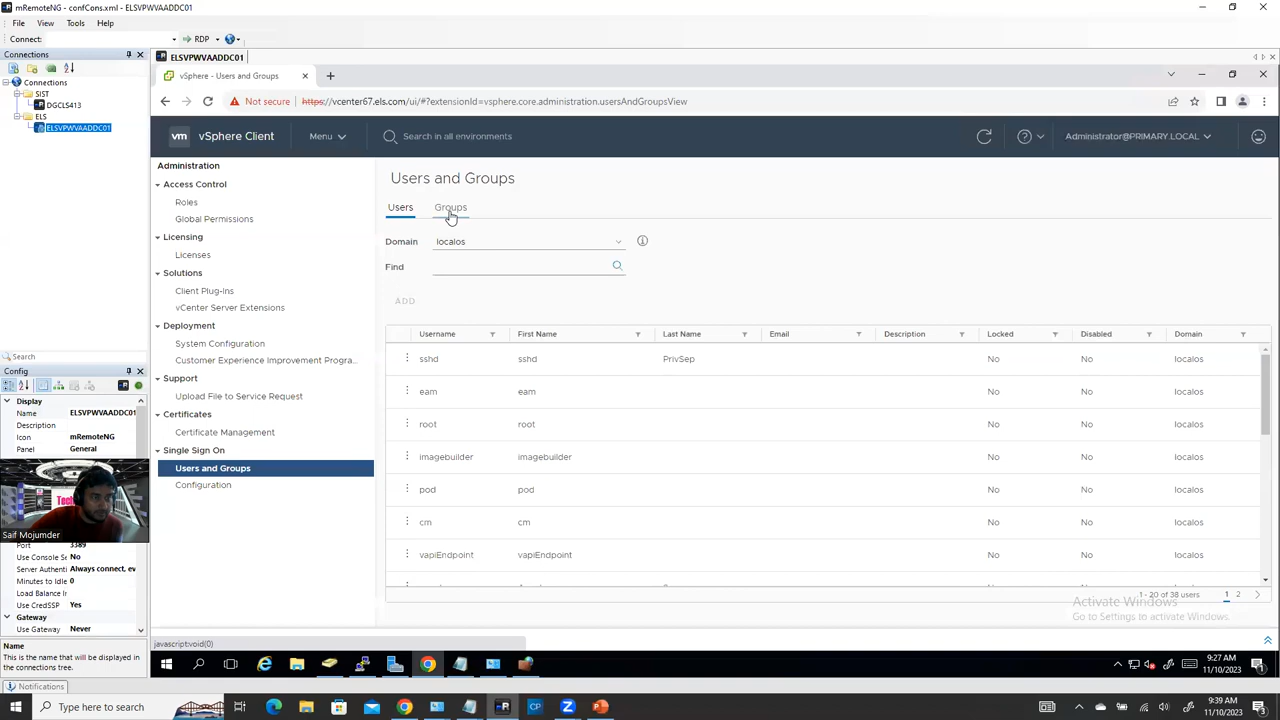 mRemoteNG - confCons.xml - ELSVPWVAADDC01
File View Tools Help
Connect: RDP
Connections
Connections
SIST
DGCLS413
ELS
ELSVPWVAADDC01
Search
Config
Display
Name ELSVPWVAADDC01
Description
Icon mRemoteNG
Panel General
Tech
Saif Mojumder
Port 3389
Use Console Se No
Server Authenti Always connect, ev
Minutes to Idle 0
Load Balance In
Use CredSSP Yes
Gateway
Use Gateway Never
Name
This is the name that will be displayed in the connections tree.
Notifications
ELSVPWVAADDC01
vSphere - Users and Groups
Not secure https://vcenter67.els.com/ui/#?extensionId=vsphere.core.administration.usersAndGroupsView
vm vSphere Client Menu Search in all environments Administrator@PRIMARY.LOCAL
Administration
Access Control
Roles
Global Permissions
Licensing
Licenses
Solutions
Client Plug-Ins
vCenter Server Extensions
Deployment
System Configuration
Customer Experience Improvement Progra...
Support
Upload File to Service Request
Certificates
Certificate Management
Single Sign On
Users and Groups
Configuration
Users and Groups
Users Groups
Domain localos
Find
ADD
Username First Name Last Name Email Description Locked Disabled Domain
sshd sshd PrivSep No No localos
eam eam No No localos
root root No No localos
imagebuilder imagebuilder No No localos
pod pod No No localos
cm cm No No localos
vapiEndpoint vapiEndpoint No No localos
1 - 20 of 38 users 1 2
Activate Windows
Go to Settings to activate Windows.
javascript:void(0)
9:27 AM
11/10/2023
Type here to search
9:39 AM
11/10/2023